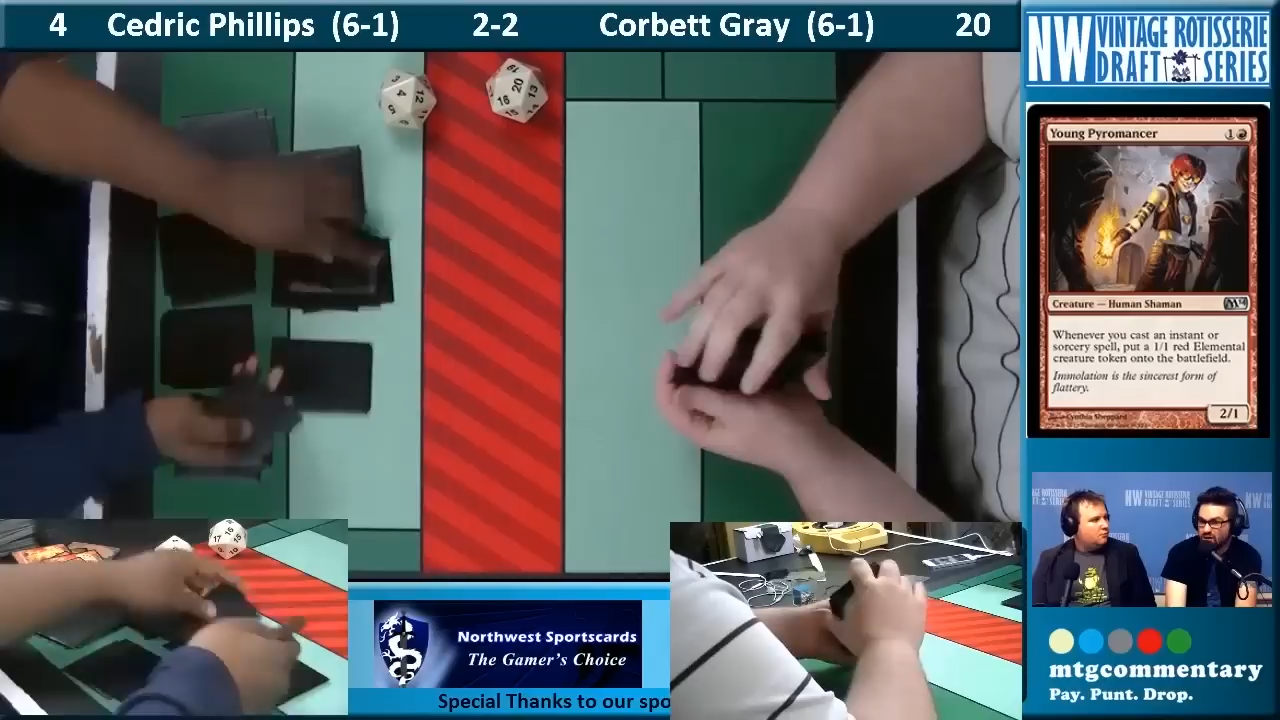 4 Cedric Phillips (6-1) 2-2 Corbett Gray (6-1) 20
NW VINTAGE ROTISSERIE
DRAFT SERIES
Young Pyromancer 1
Creature — Human Shaman
Whenever you cast an instant or
sorcery spell, put a 1/1 red Elemental
creature token onto the battlefield.
Immolation is the sincerest form of
flattery.
Cynthia Sheppard
2/1
Northwest Sportscards
The Gamer's Choice
Special Thanks to our spo
mtgcommentary
Pay. Punt. Drop.